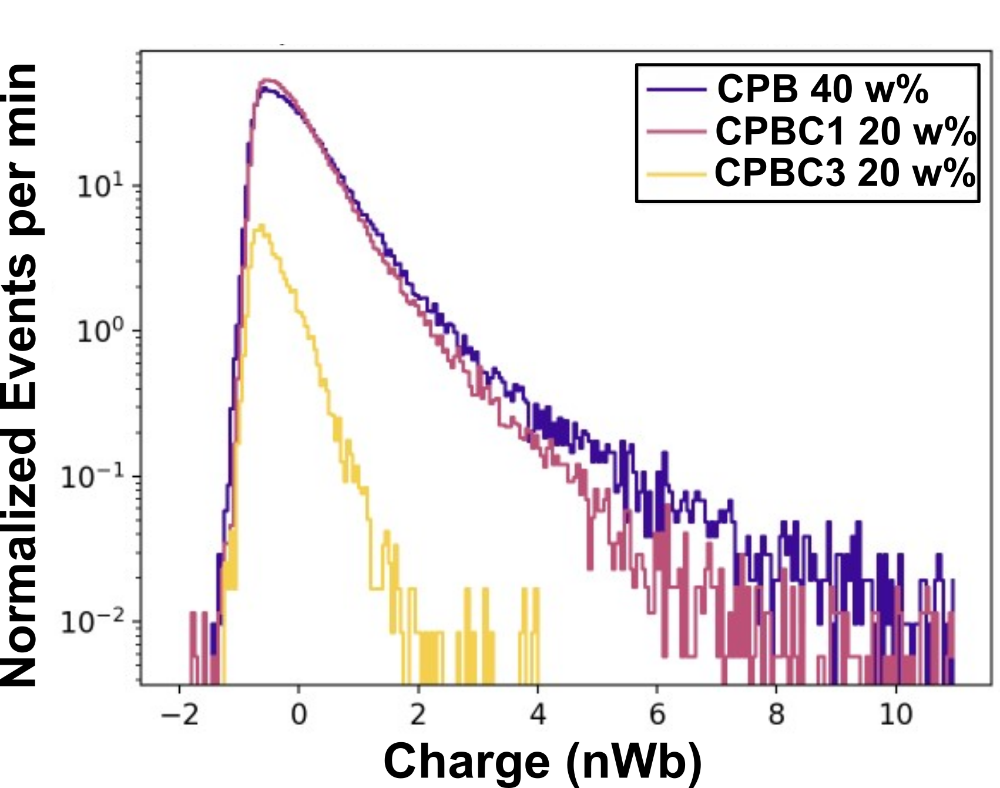 CPB 40 w%
CPBC1 20 w%
CPBC3 20 w%
Normalized Events per min
10¹
10⁰
10⁻¹
10⁻²
−2 0 2 4 6 8 10
Charge (nWb)